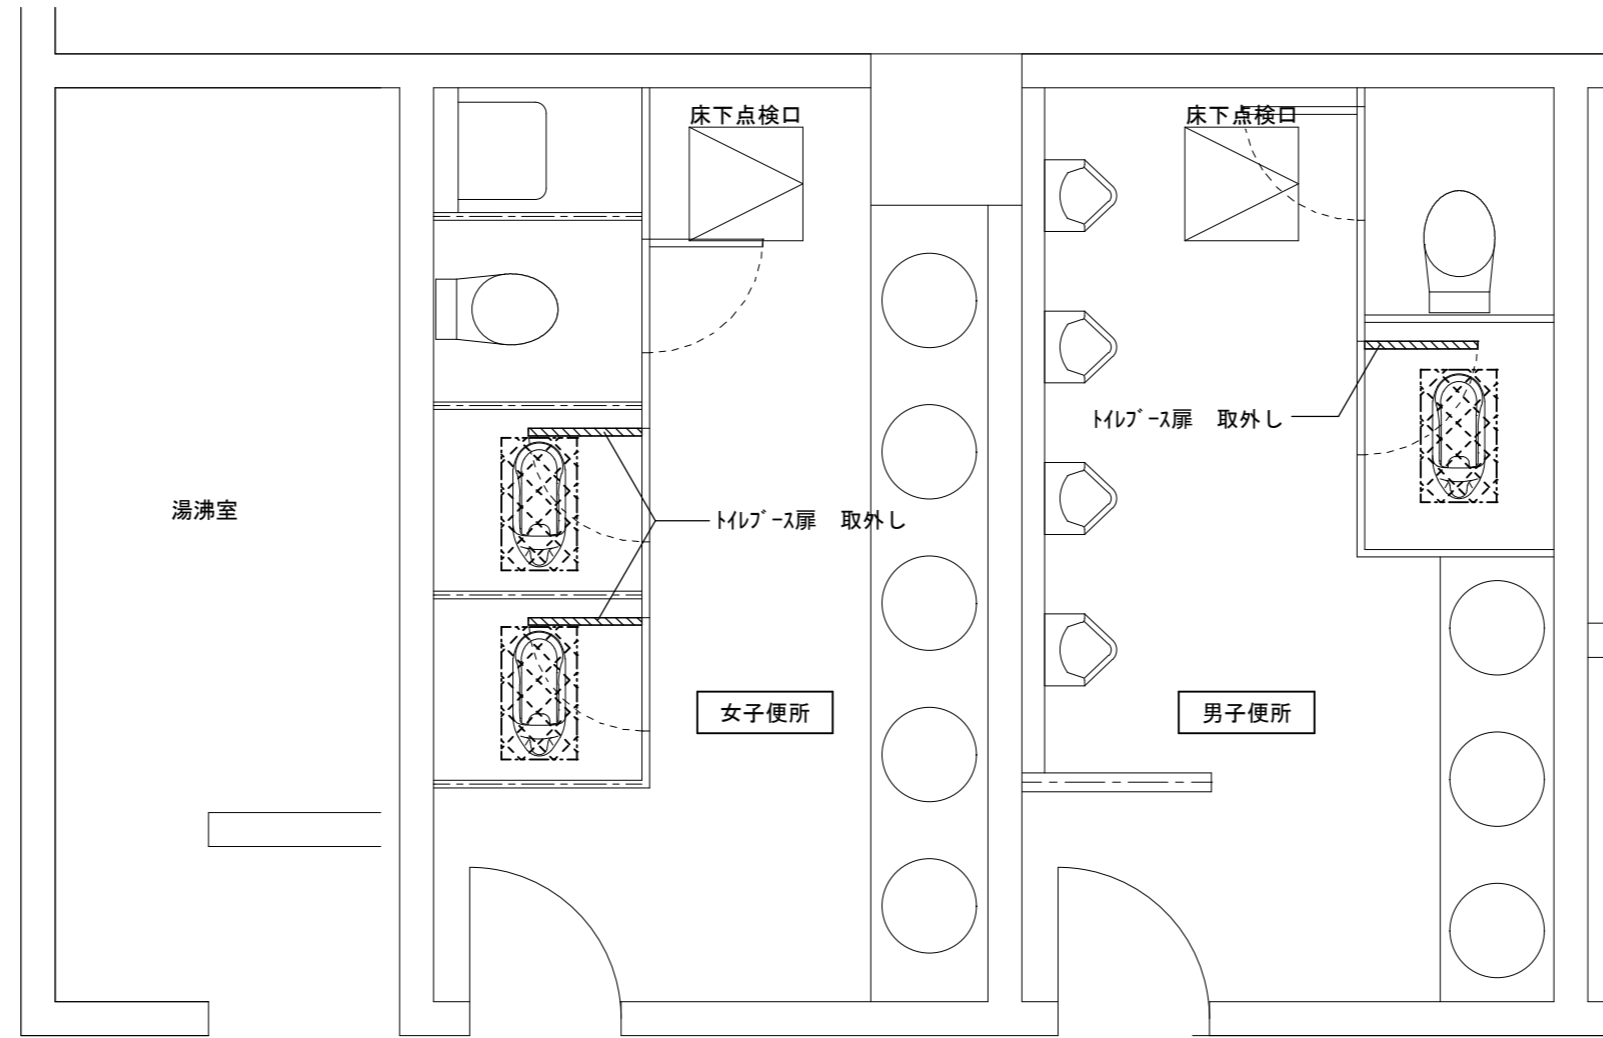 床下点検口
床下点検口
ﾄｲﾚﾌﾞｰｽ扉　取外し
湯沸室
ﾄｲﾚﾌﾞｰｽ扉　取外し
女子便所
男子便所